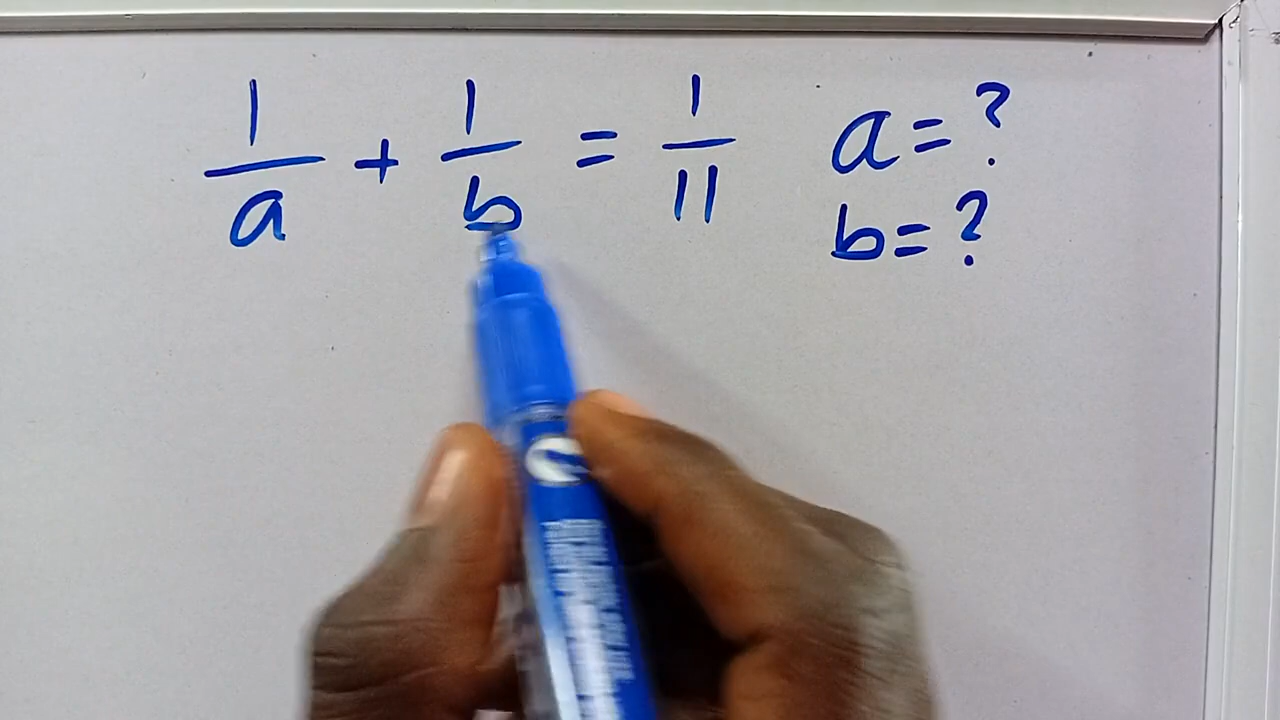 1/a + 1/b = 1/11 a = ?
b = ?